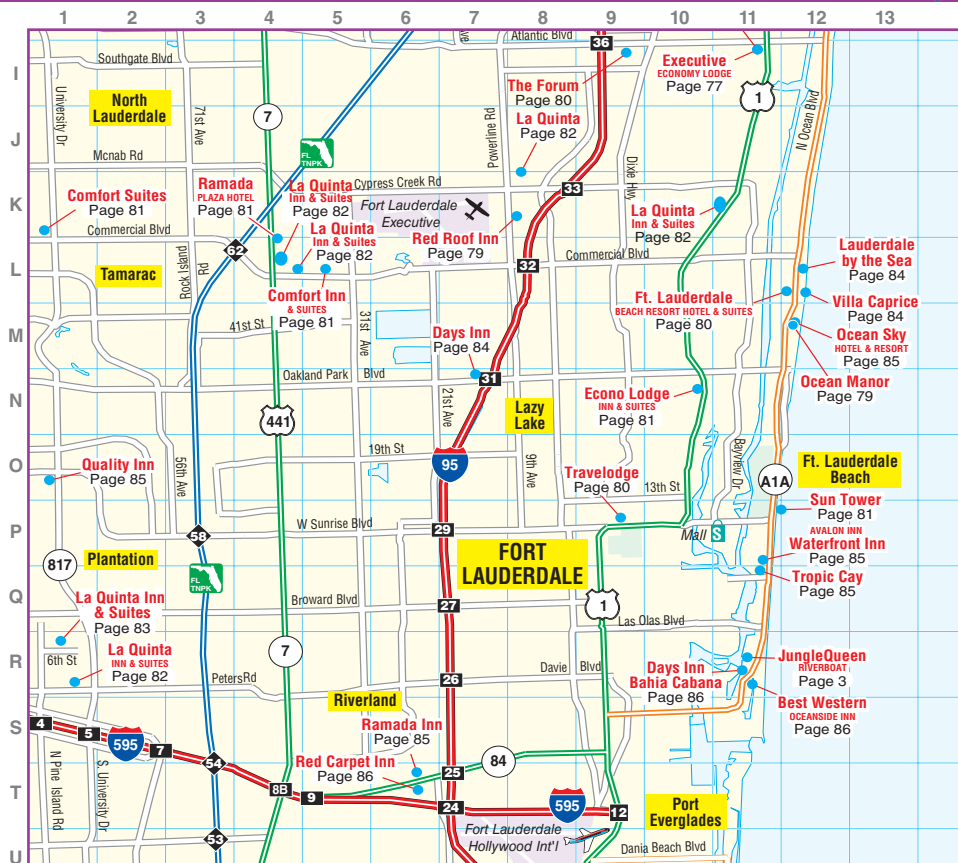 1 2 3 4 5 6 7 8 9 10 11 12 13
I
J
K
L
M
N
O
P
Q
R
S
T
U
Southgate Blvd
University Dr
North
Lauderdale
71st Ave
7
FL
TNPK
Mcnab Rd
Atlantic Blvd
Ave
36
The Forum
Page 80
La Quinta
Page 82
Powerline Rd
Executive
ECONOMY LODGE
Page 77
1
N Ocean Blvd
Dixie Hwy
Comfort Suites
Page 81
Commercial Blvd
Ramada
PLAZA HOTEL
Page 81
La Quinta
Inn & Suites
Page 82
La Quinta
Inn & Suites
Page 82
Cypress Creek Rd
Fort Lauderdale
Executive
33
Red Roof Inn
Page 79
La Quinta
INN & SUITES
Page 82
62
Rock Island
Rd
Tamarac
Comfort Inn
& SUITES
Page 81
32
Commercial Blvd
Lauderdale
by the Sea
Page 84
Ft. Lauderdale
BEACH RESORT HOTEL & SUITES
Page 80
Villa Caprice
Page 84
Ocean Sky
HOTEL & RESORT
Page 85
Ocean Manor
Page 79
41st St
31st Ave
Days Inn
Page 84
31
Oakland Park Blvd
21st Ave
Lazy
Lake
Econo Lodge
INN & SUITES
Page 81
441
19th St
95
9th Ave
Bayview Dr
Quality Inn
Page 85
56th Ave
Travelodge
Page 80
13th St
Ft. Lauderdale
Beach
A1A
Sun Tower
Page 81
W Sunrise Blvd
58
29
Mall S
AVALON INN
Waterfront Inn
Page 85
Tropic Cay
Page 85
817
Plantation
FL
TNPK
FORT
LAUDERDALE
La Quinta Inn
& Suites
Page 83
Broward Blvd
27
1
Las Olas Blvd
6th St
La Quinta
INN & SUITES
Page 82
7
Peters Rd
26
Davie Blvd
Days Inn
Bahia Cabana
Page 86
JungleQueen
RIVERBOAT
Page 3
Best Western
OCEANSIDE INN
Page 86
Riverland
Ramada Inn
Page 85
4
5
595
7
54
Red Carpet Inn
Page 86
25
84
8B
9
24
595
12
N Pine Island Rd
S. University Dr
53
Port
Everglades
Fort Lauderdale
Hollywood Int'l
Dania Beach Blvd